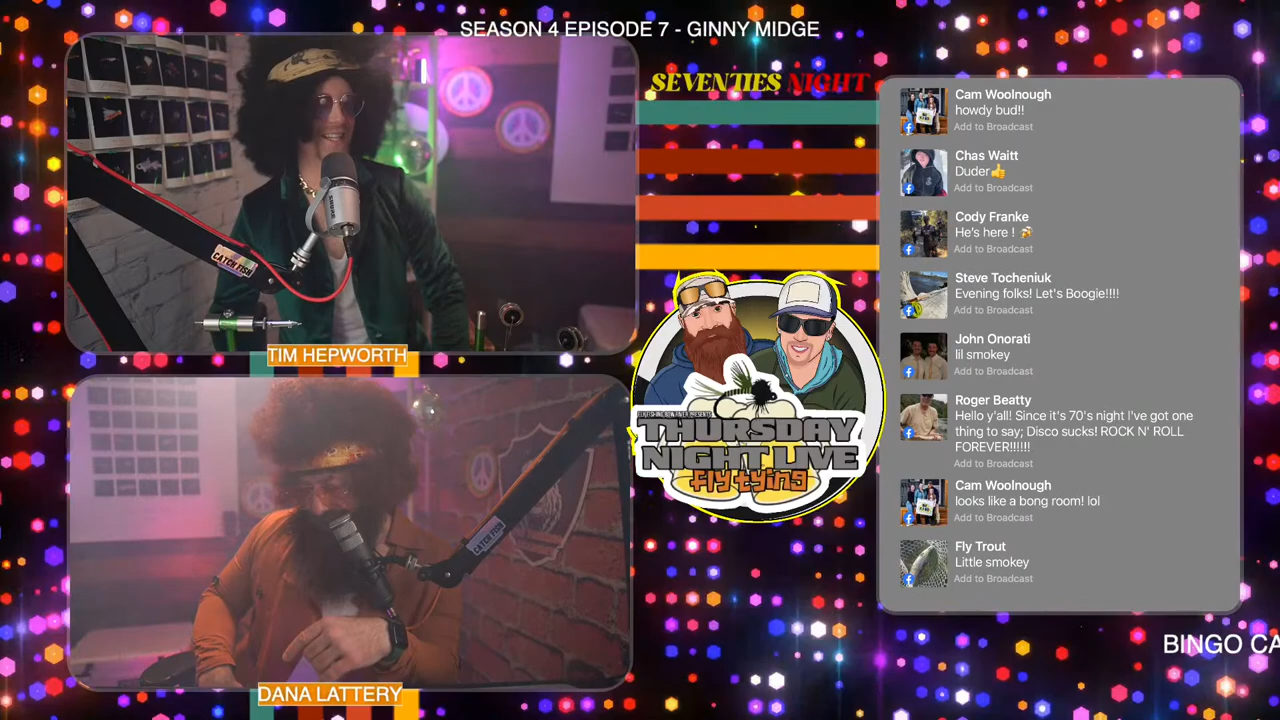 SEASON 4 EPISODE 7 - GINNY MIDGE
SEVENTIES NIGHT
CATCH FISH
SHURE
TIM HEPWORTH
CATCH FISH
DANA LATTERY
THURSDAY
NIGHT LIVE
fly tying
Cam Woolnough
howdy bud!!
Add to Broadcast
Chas Waitt
Duder👍
Add to Broadcast
Cody Franke
He's here ! 🍻
Add to Broadcast
Steve Tocheniuk
Evening folks! Let's Boogie!!!!
Add to Broadcast
John Onorati
lil smokey
Add to Broadcast
Roger Beatty
Hello y'all! Since it's 70's night I've got one
thing to say; Disco sucks! ROCK N' ROLL
FOREVER!!!!!!
Add to Broadcast
Cam Woolnough
looks like a bong room! lol
Add to Broadcast
Fly Trout
Little smokey
Add to Broadcast
BINGO CA